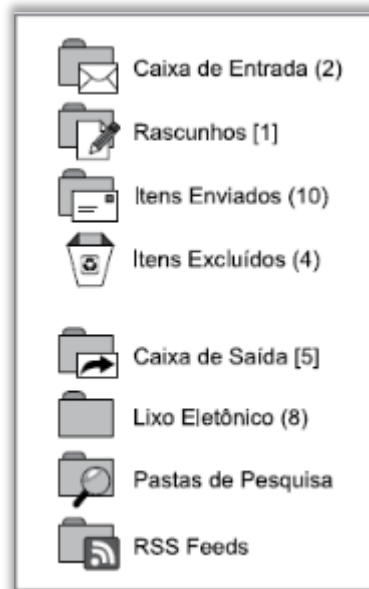 Caixa de Entrada (2)
Rascunhos [1]
Itens Enviados (10)
Itens Excluídos (4)
Caixa de Saída [5]
Lixo Eletônico (8)
Pastas de Pesquisa
RSS Feeds